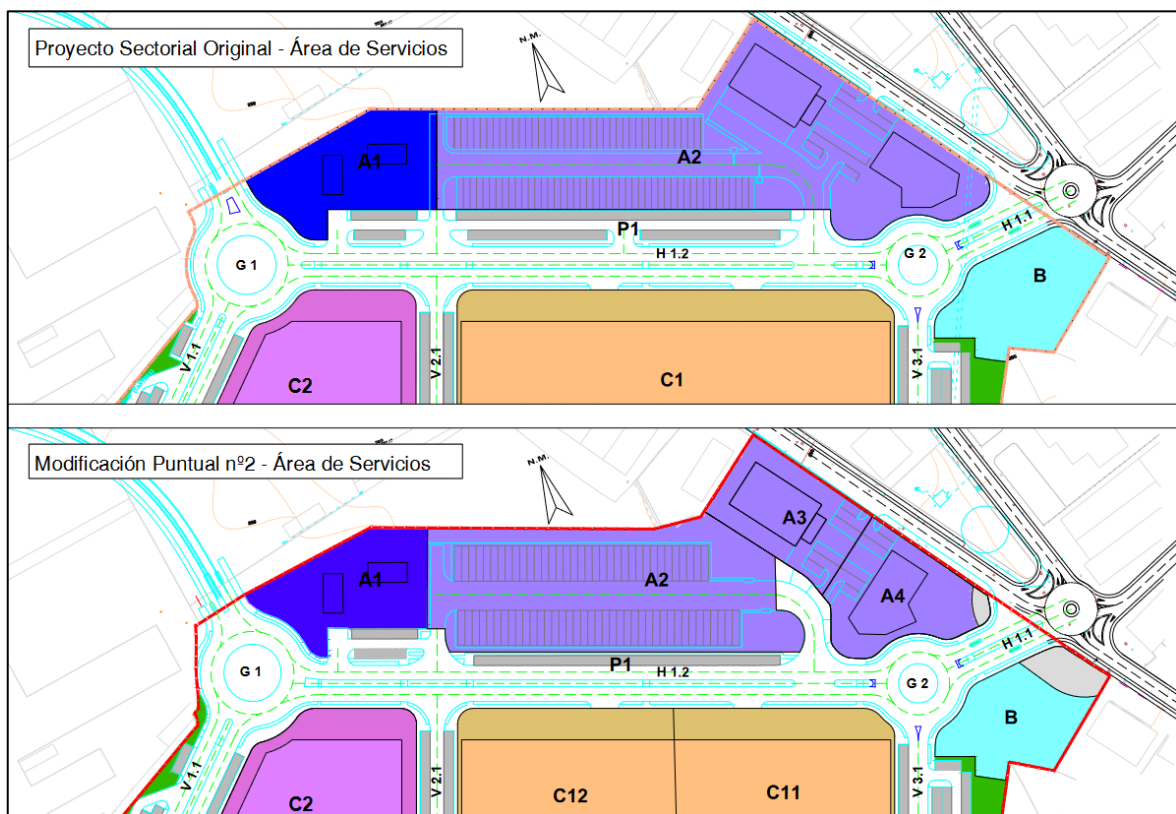 Proyecto Sectorial Original - Área de Servicios
N.M.
A1
A2
P1
H 1.1
G 1
H 1.2
G 2
B
V 1.1
V 2.1
V 3.1
C2
C1
Modificación Puntual nº2 - Área de Servicios
N.M.
A3
A1
A2
A4
P1
H 1.1
G 1
H 1.2
G 2
B
V 1.1
V 2.1
V 3.1
C2
C12
C11